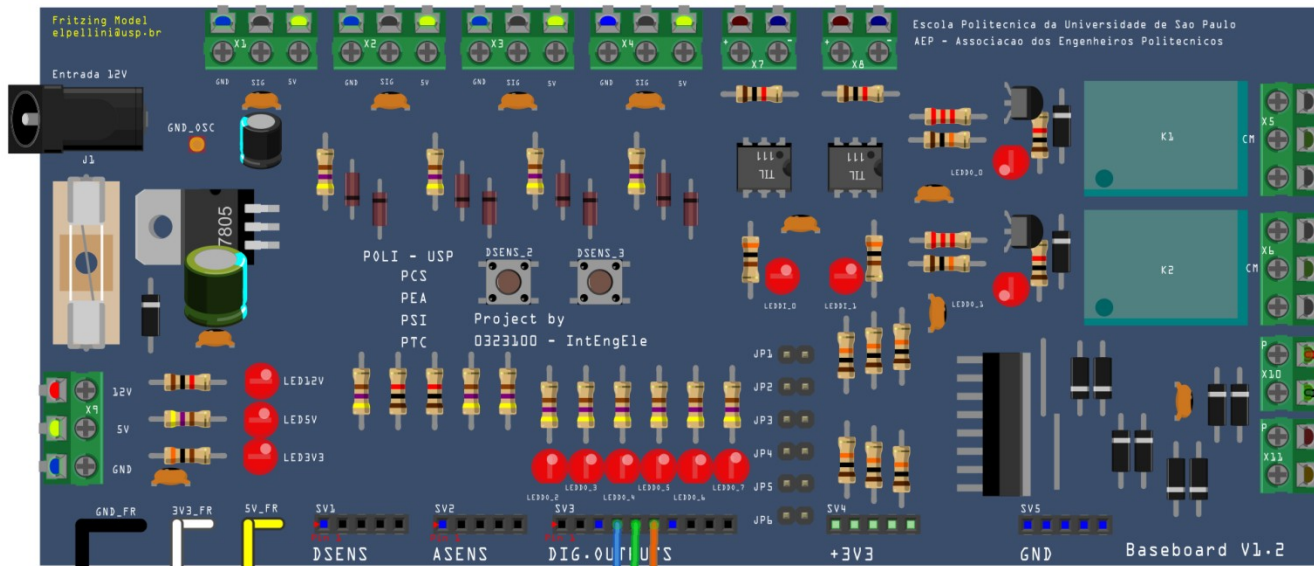 Fritzing Model
elpellini@usp.br
Escola Politecnica da Universidade de Sao Paulo
AEP - Associacao dos Engenheiros Politecnicos
X1
X2
X3
X4
X7
X8
+ -
+ -
GND SIG 5V
GND SIG 5V
GND SIG 5V
GND SIG 5V
Entrada 12V
J1
GND_OSC
7805
TIL
111
TIL
111
K1
K2
X5
CM
X6
CM
LEDDO_0
LEDDO_1
LEDDI_0
LEDDI_1
POLI - USP
PCS
PEA
PSI
PTC
DSENS_2
DSENS_3
Project by
0323100 - IntEngEle
JP1
JP2
JP3
JP4
JP5
JP6
P
X10
P
X11
12V
5V
GND
X9
LED12V
LED5V
LED3V3
LEDDO_2
LEDDO_3
LEDDO_4
LEDDO_5
LEDDO_6
LEDDO_7
GND_FR
3V3_FR
5V_FR
SV1
DSENS
SV2
ASENS
SV3
DIG.OUTPUTS
SV4
+3V3
SV5
GND
Baseboard V1.2